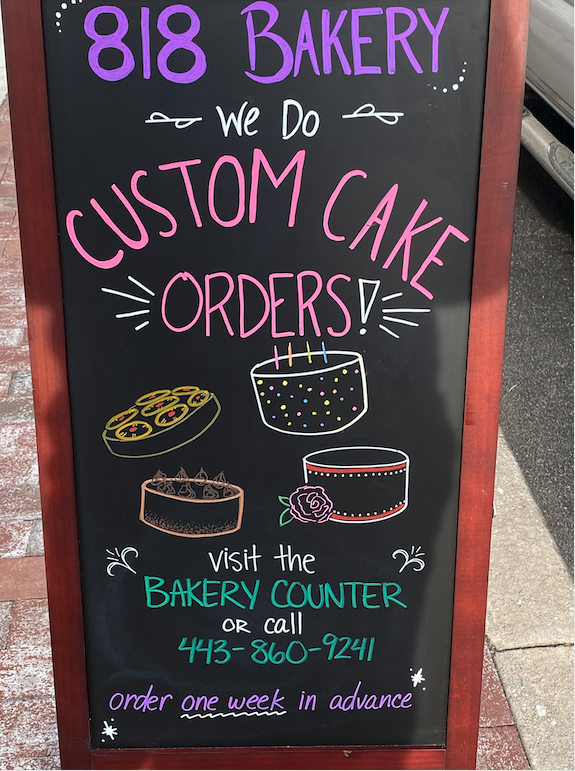 818 BAKERY
We Do
CUSTOM CAKE
ORDERS!
visit the
BAKERY COUNTER
OR call
443-860-9241
order one week in advance